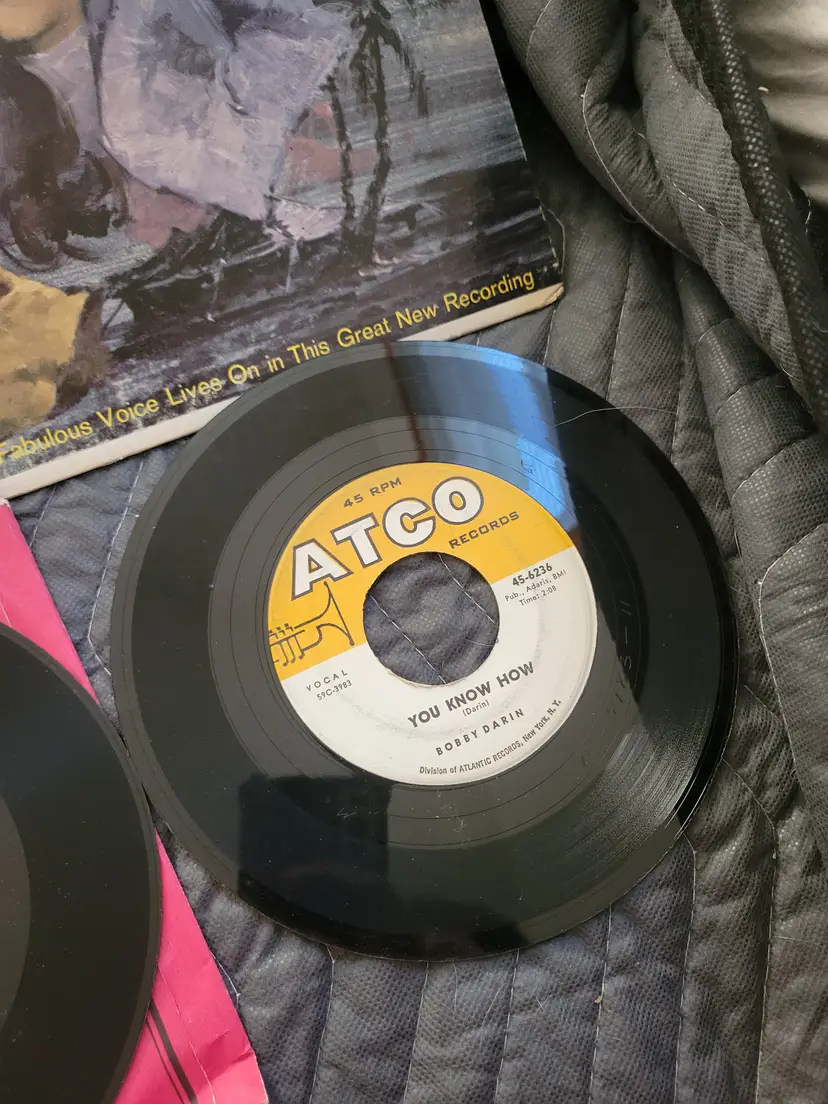 Fabulous Voice Lives On in This Great New Recording
45 RPM
ATCO
RECORDS
45-6236
Pub., Adaris, BMI
Time: 2:08
VOCAL
59C-3983
YOU KNOW HOW
(Darin)
BOBBY DARIN
Division of ATLANTIC RECORDS, New York, N. Y.